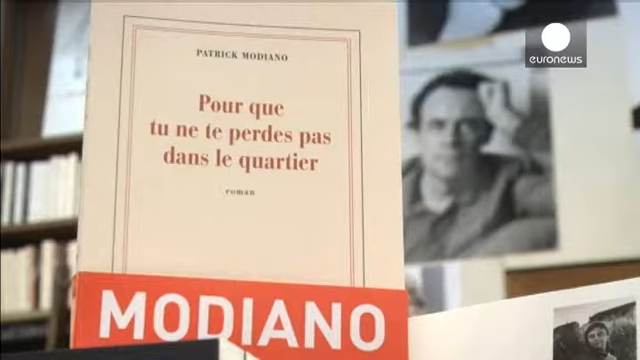 euronews
PATRICK MODIANO
Pour que
tu ne te perdes pas
dans le quartier
roman
MODIANO